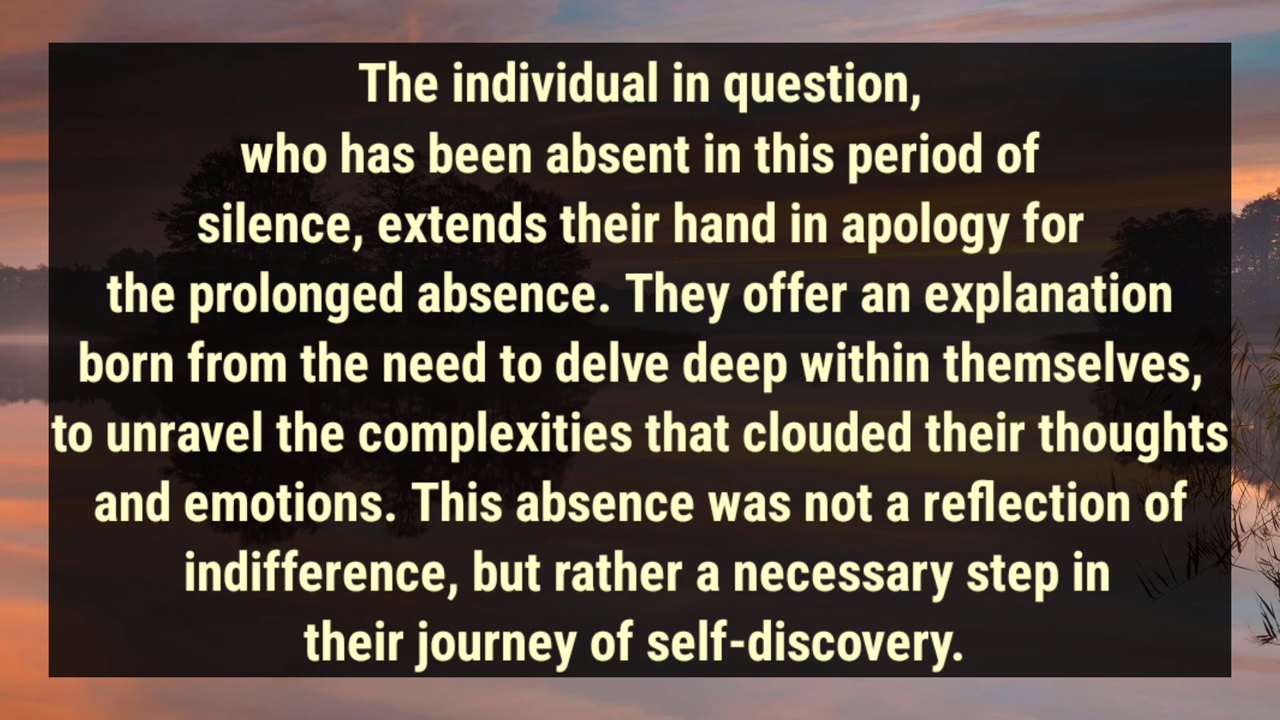 The individual in question,
who has been absent in this period of
silence, extends their hand in apology for
the prolonged absence. They offer an explanation
born from the need to delve deep within themselves,
to unravel the complexities that clouded their thoughts
and emotions. This absence was not a reflection of
indifference, but rather a necessary step in
their journey of self-discovery.